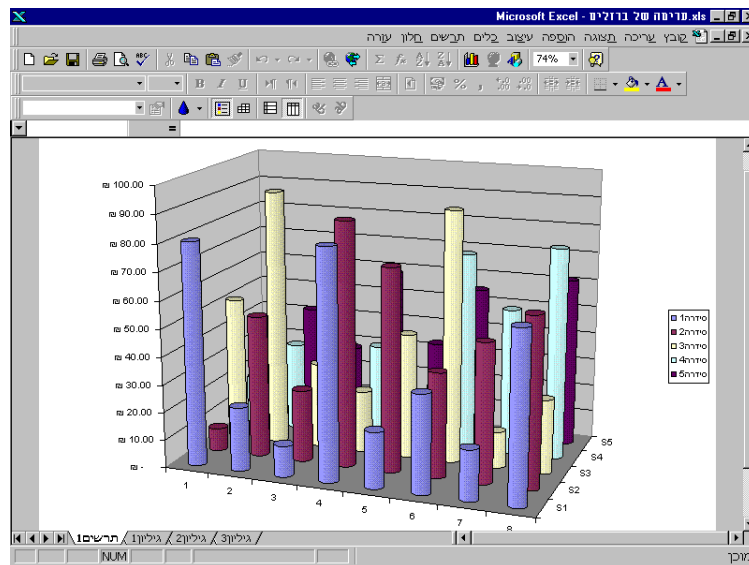 Microsoft Excel - פריסה של ברזלים.xls
קובץ עריכה תצוגה הוספה עיצוב כלים תרשים חלון עזרה
74%
=
₪ 100.00
₪ 90.00
₪ 80.00
₪ 70.00
₪ 60.00
₪ 50.00
₪ 40.00
₪ 30.00
₪ 20.00
₪ 10.00
₪ -
1 2 3 4 5 6 7 8
S1
S2
S3
S4
S5
סידרה1
סידרה2
סידרה3
סידרה4
סידרה5
תרשים1 גיליון1 גיליון2 גיליון3
NUM
מוכן